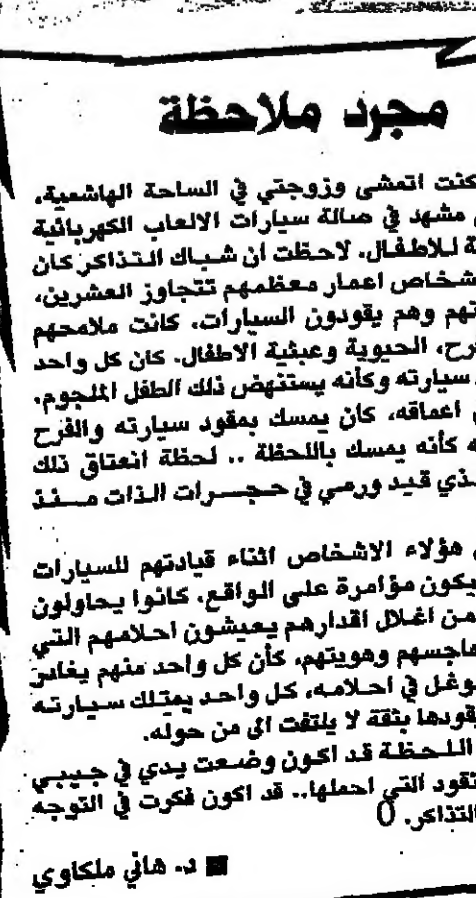 مجرد ملاحظة
كنت اتمشى وزوجتي في الساحة الهاشمية،
مشهد في صالة سيارات الالعاب الكهربائية
ة للاطفال. لاحظت ان شباك التذاكر كان
شخاص اعمار معظمهم تتجاوز العشرين،
تهم وهم يقودون السيارات، كانت ملامحهم
رح، الحيوية وعبثية الاطفال. كان كل واحد
سيارته وكأنه يستنهض ذلك الطفل الملجوم.
اعماقه، كان يمسك بمقود سيارته والفرح
ه كأنه يمسك باللحظة .. لحظة انعتاق ذلك
ذي قيد ورمي في حجرات الذات منذ
هؤلاء الاشخاص اثناء قيادتهم للسيارات
يكون مؤامرة على الواقع. كانوا يحاولون
من اغلال اقدارهم يعيشون احلامهم التي
هاجسهم وهويتهم، كأن كل واحد منهم يغامر
وغل في احلامه، كل واحد يمتلك سيارته
قودها بثقة لا يلتفت الى من حوله.
اللحظة قد اكون وضعت يدي في جيبي
نقود التي احملها.. قد اكون فكرت في التوجه
التذاكر. 0
د. هاني ملكاوي